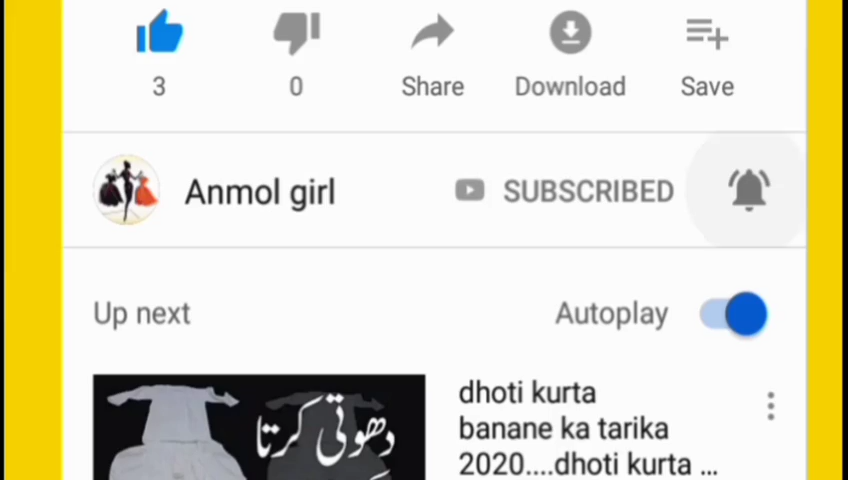 3
0
Share
Download
Save
Anmol girl
SUBSCRIBED
Up next
Autoplay
dhoti kurta
banane ka tarika
2020....dhoti kurta ...
دھوتی کرتا